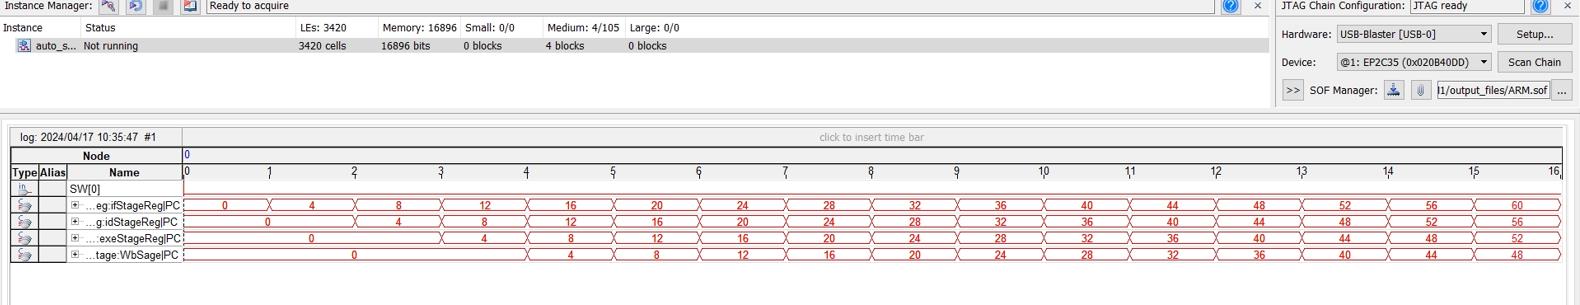 Instance Manager: Ready to acquire
JTAG Chain Configuration: JTAG ready
Instance Status LEs: 3420 Memory: 16896 Small: 0/0 Medium: 4/105 Large: 0/0
auto_s... Not running 3420 cells 16896 bits 0 blocks 4 blocks 0 blocks
Hardware: USB-Blaster [USB-0] Setup...
Device: @1: EP2C35 (0x020B40DD) Scan Chain
>> SOF Manager: l1/output_files/ARM.sof ...
log: 2024/04/17 10:35:47 #1 click to insert time bar
Node 0
Type Alias Name 0 1 2 3 4 5 6 7 8 9 10 11 12 13 14 15 16
SW[0]
...eg:ifStageReg|PC 0 4 8 12 16 20 24 28 32 36 40 44 48 52 56 60
...g:idStageReg|PC 0 4 8 12 16 20 24 28 32 36 40 44 48 52 56
...:exeStageReg|PC 0 4 8 12 16 20 24 28 32 36 40 44 48 52
...tage:WbSage|PC 0 4 8 12 16 20 24 28 32 36 40 44 48